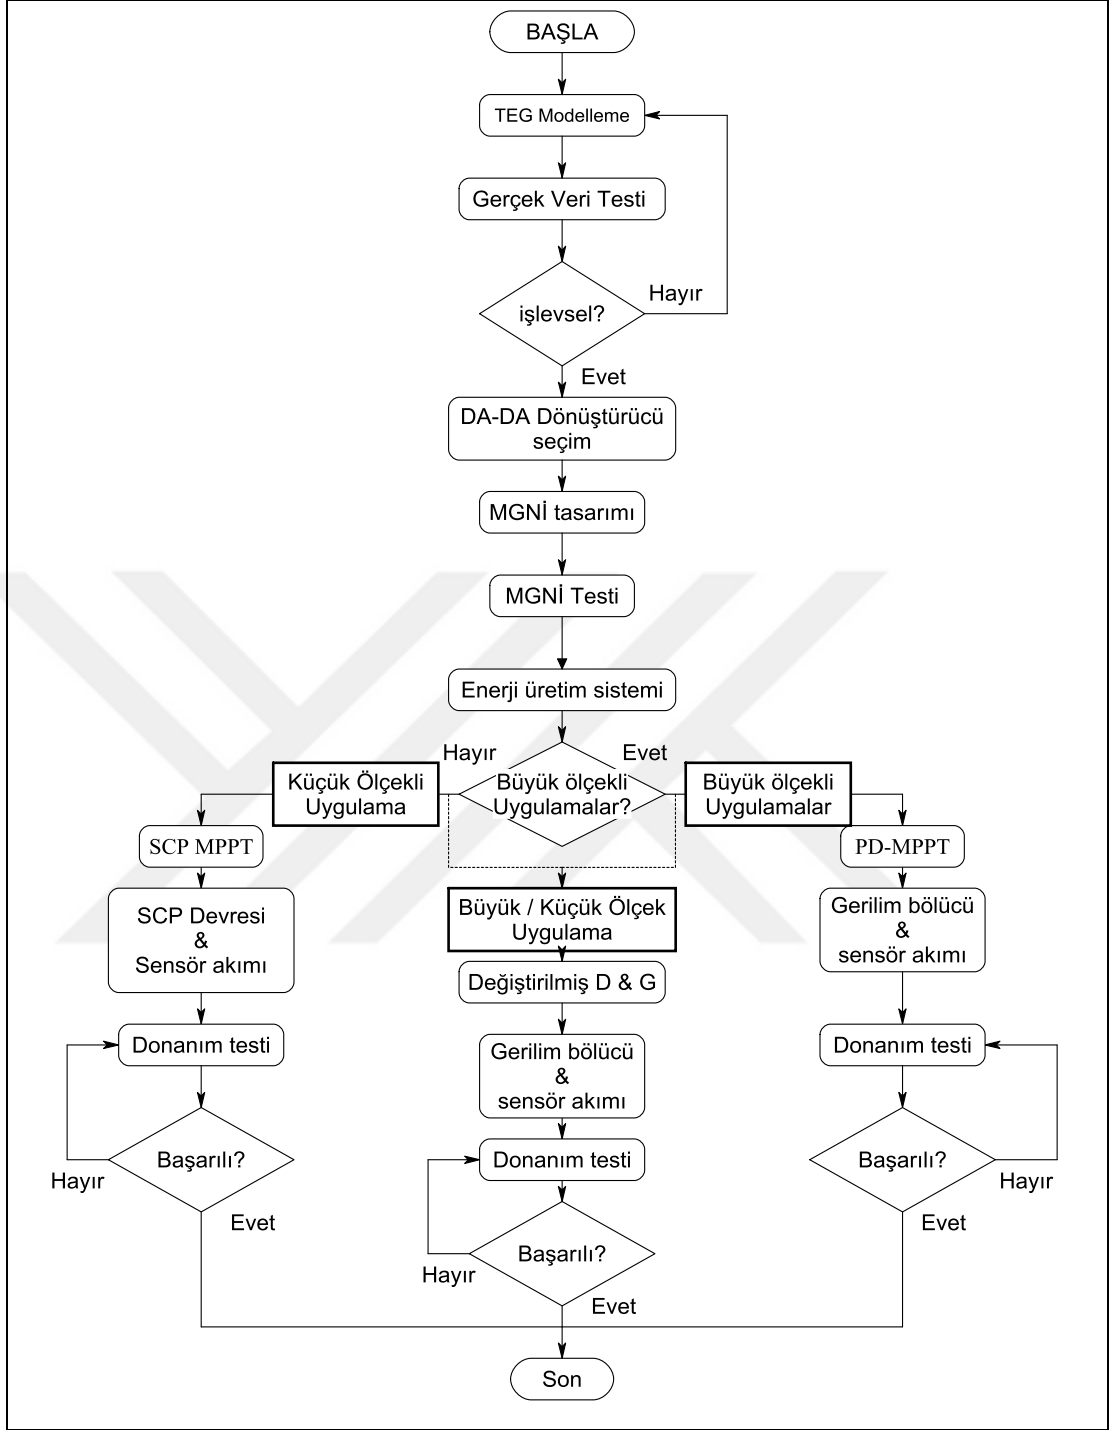 BAŞLA
TEG Modelleme
Gerçek Veri Testi
Hayır
işlevsel?
Evet
DA-DA Dönüştürücü
seçim
MGNİ tasarımı
MGNİ Testi
Enerji üretim sistemi
Hayır
Evet
Küçük Ölçekli
Uygulama
Büyük ölçekli
Uygulamalar?
Büyük ölçekli
Uygulamalar
SCP MPPT
PD-MPPT
SCP Devresi
&
Sensör akımı
Büyük / Küçük Ölçek
Uygulama
Gerilim bölücü
&
sensör akımı
Değiştirilmiş D & G
Donanım testi
Gerilim bölücü
&
sensör akımı
Donanım testi
Başarılı?
Hayır
Evet
Donanım testi
Başarılı?
Hayır
Evet
Başarılı?
Hayır
Evet
Son